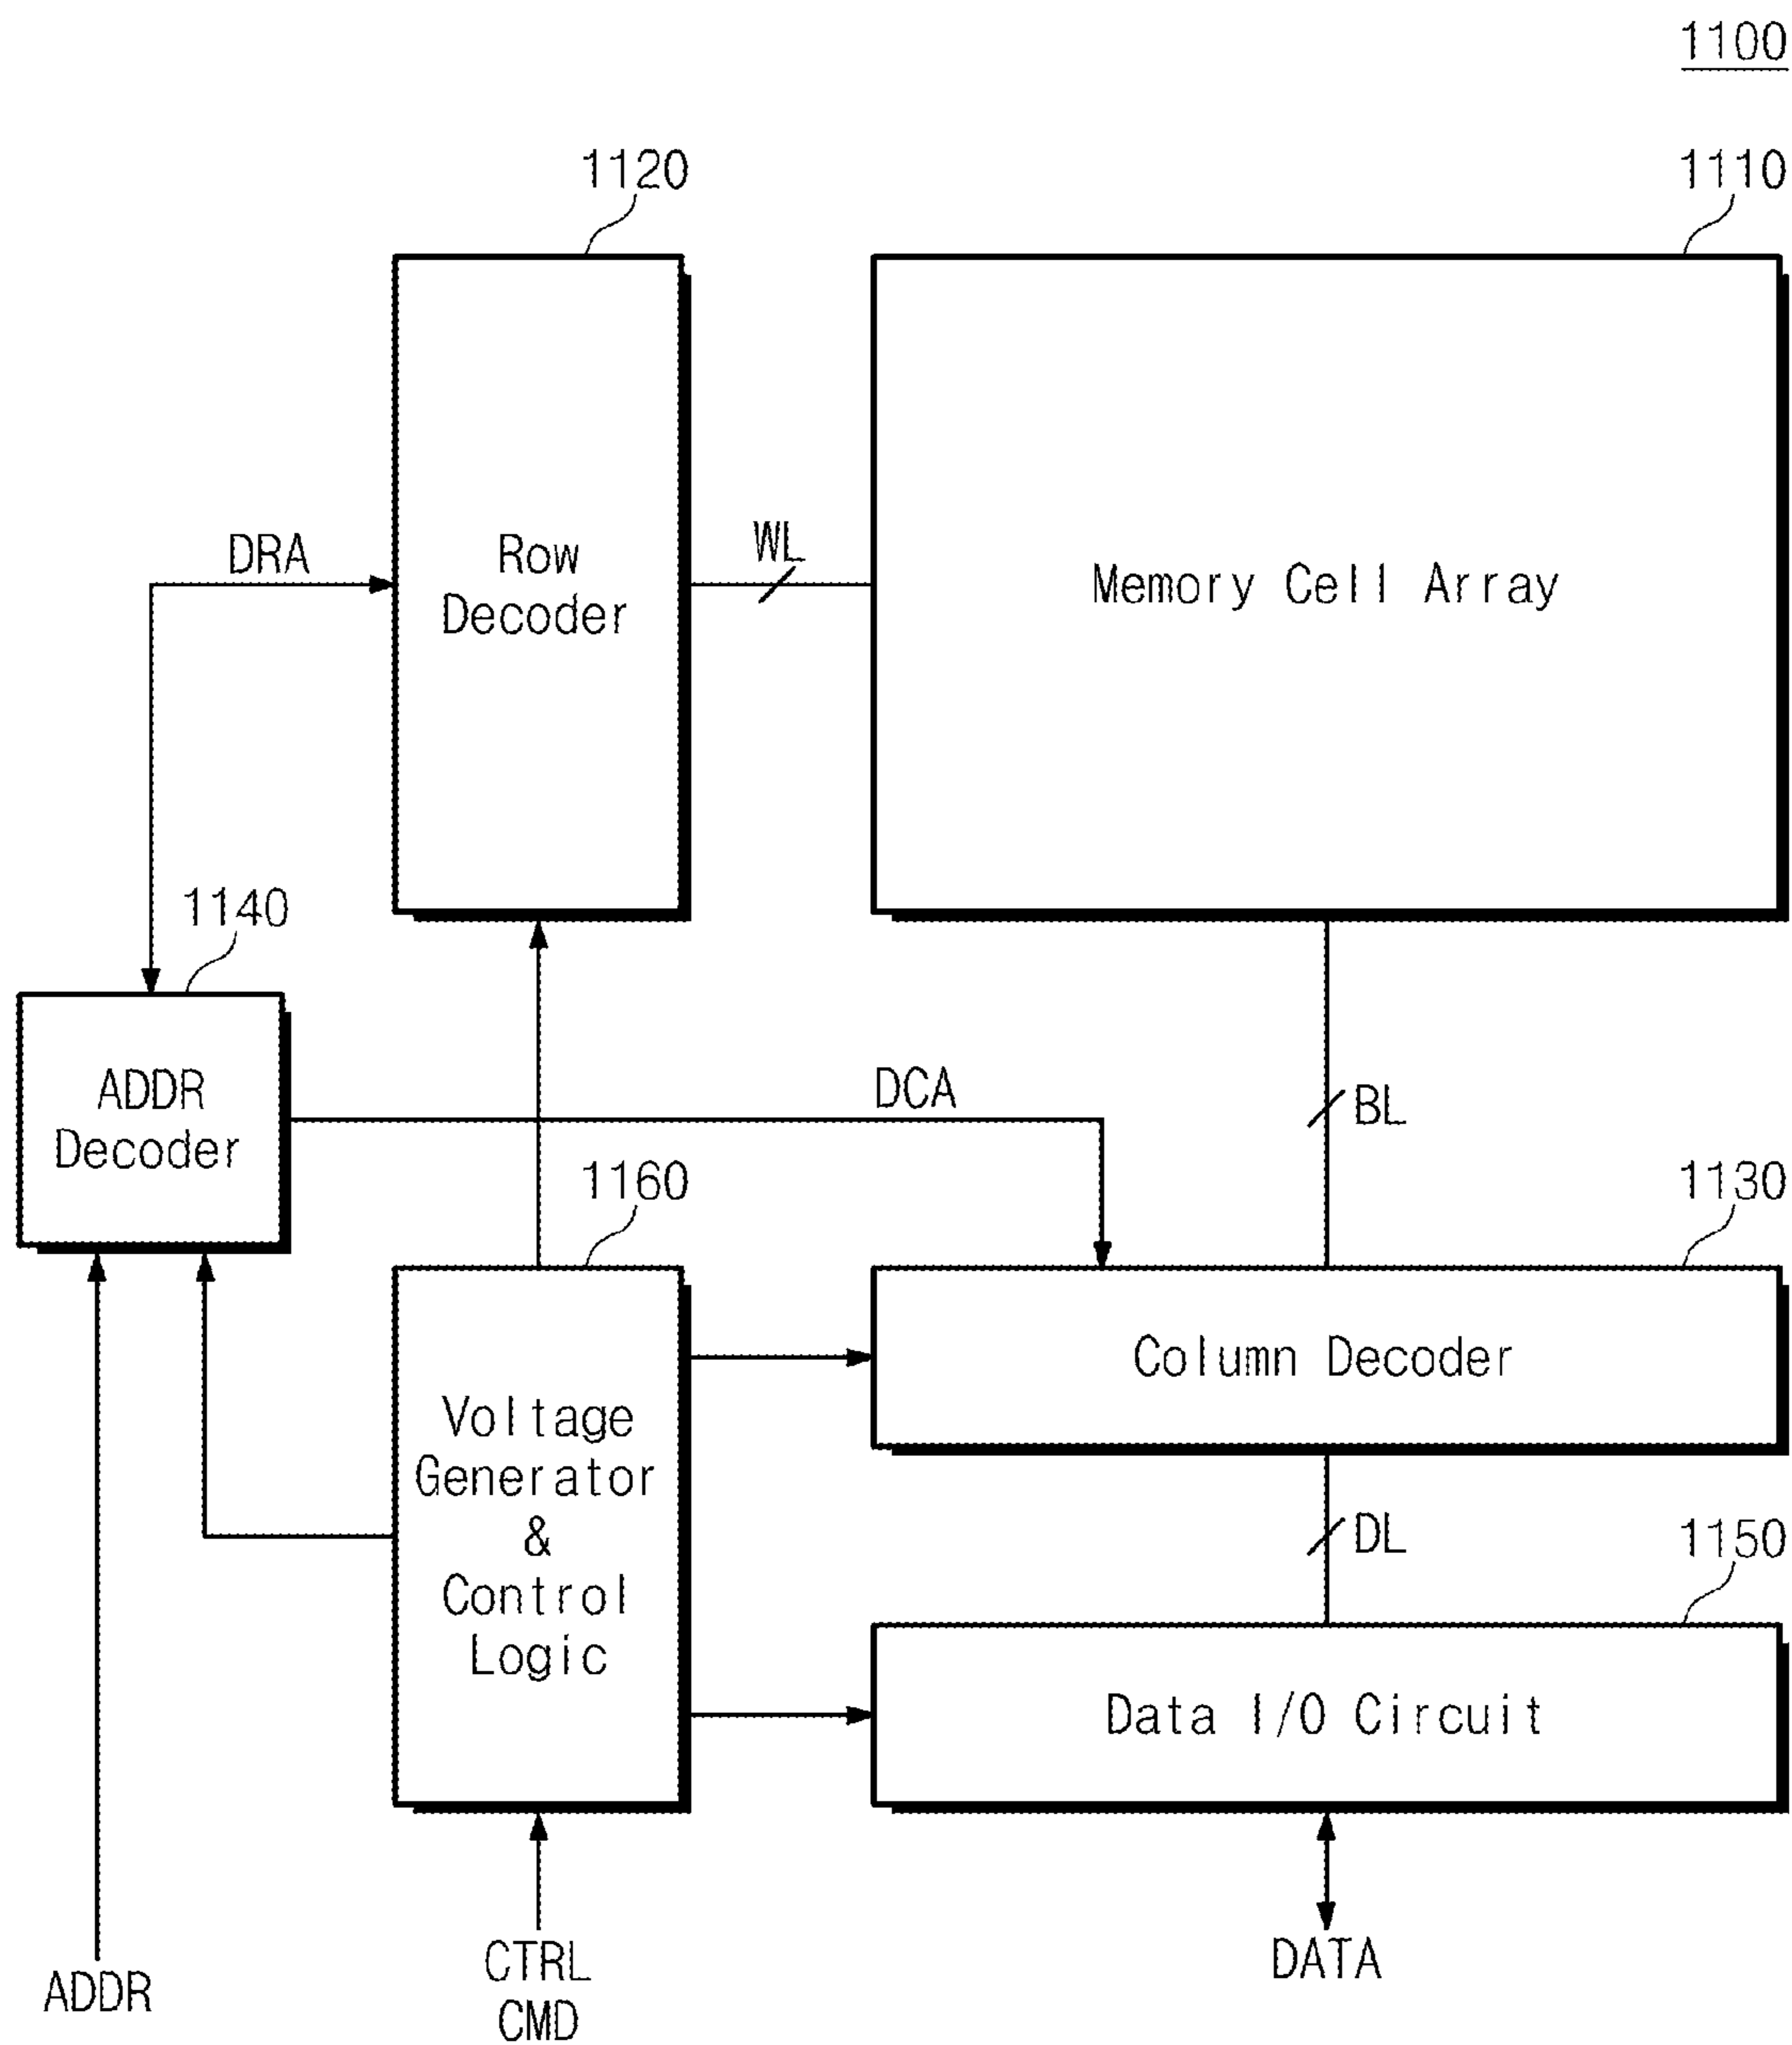 1100
1120
1110
Row
Decoder
DRA
WL
Memory Cell Array
1140
ADDR
Decoder
DCA
BL
1160
1130
Voltage
Generator
&
Control
Logic
Column Decoder
DL
1150
Data I/O Circuit
ADDR
CTRL
CMD
DATA